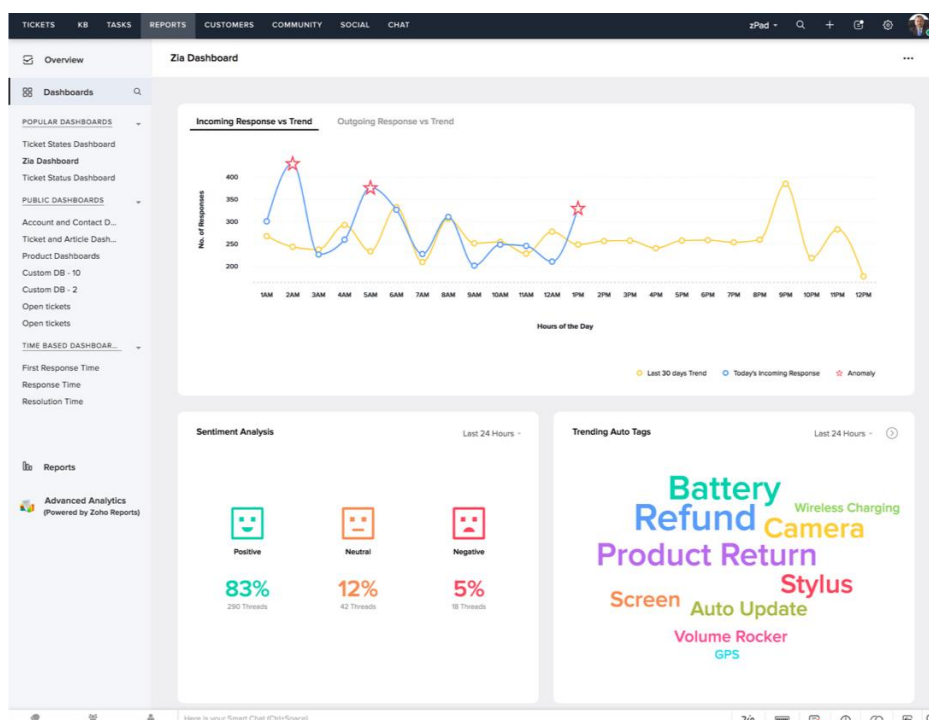 TICKETS KB TASKS REPORTS CUSTOMERS COMMUNITY SOCIAL CHAT zPad
Overview
Zia Dashboard
Dashboards
POPULAR DASHBOARDS
Ticket States Dashboard
Zia Dashboard
Ticket Status Dashboard
PUBLIC DASHBOARDS
Account and Contact D...
Ticket and Article Dash...
Product Dashboards
Custom DB - 10
Custom DB - 2
Open tickets
Open tickets
TIME BASED DASHBOAR...
First Response Time
Response Time
Resolution Time
Reports
Advanced Analytics
(Powered by Zoho Reports)
Incoming Response vs Trend Outgoing Response vs Trend
No. of Responses
400
350
300
250
200
1AM 2AM 3AM 4AM 5AM 6AM 7AM 8AM 9AM 10AM 11AM 12AM 1PM 2PM 3PM 4PM 5PM 6PM 7PM 8PM 9PM 10PM 11PM 12PM
Hours of the Day
Last 30 days Trend Today's Incoming Response Anomaly
Sentiment Analysis Last 24 Hours
Positive Neutral Negative
83% 12% 5%
290 Threads 42 Threads 18 Threads
Trending Auto Tags Last 24 Hours
Battery
Wireless Charging
Refund
Camera
Product Return
Stylus
Screen
Auto Update
Volume Rocker
GPS
Here is your Smart Chat (Ctrl+Space)